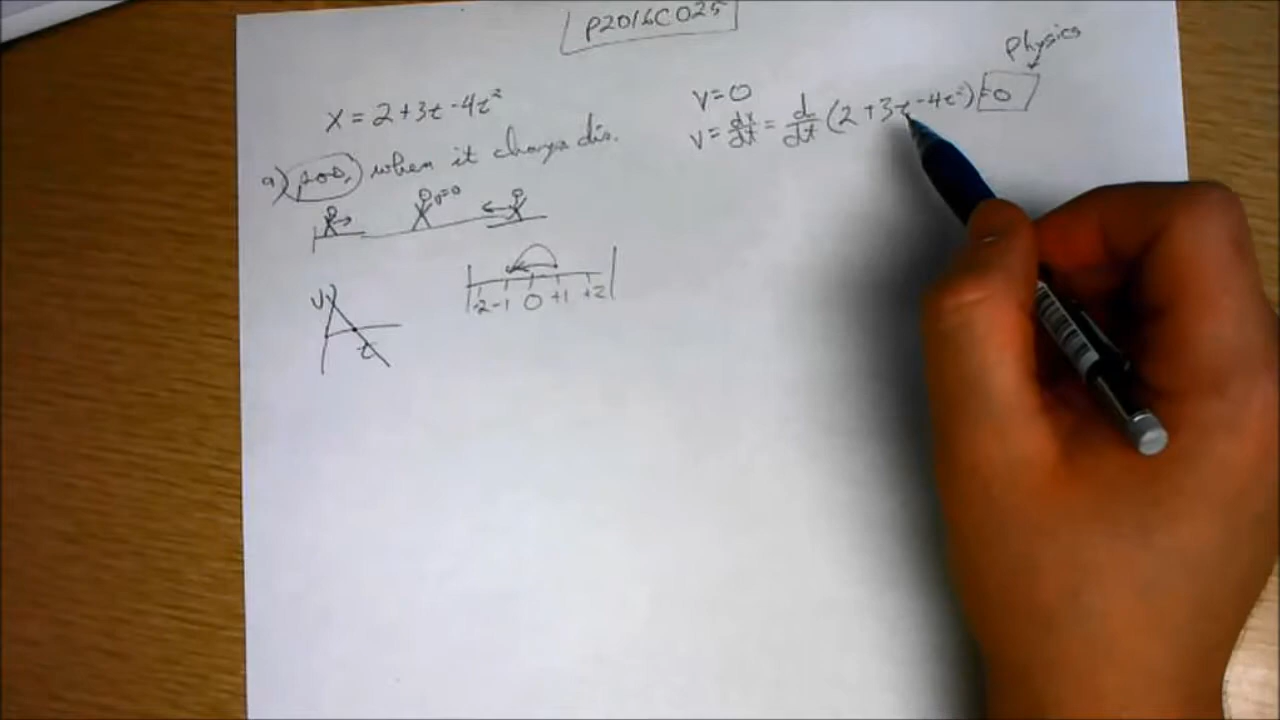 P2016C025
Physics
x = 2 + 3t - 4t²
v = 0
v = dx/dt = d/dt (2 + 3t - 4t²) = 0
a) pos, when it changes dir.
v=0
v
t
-2 -1 0 +1 +2